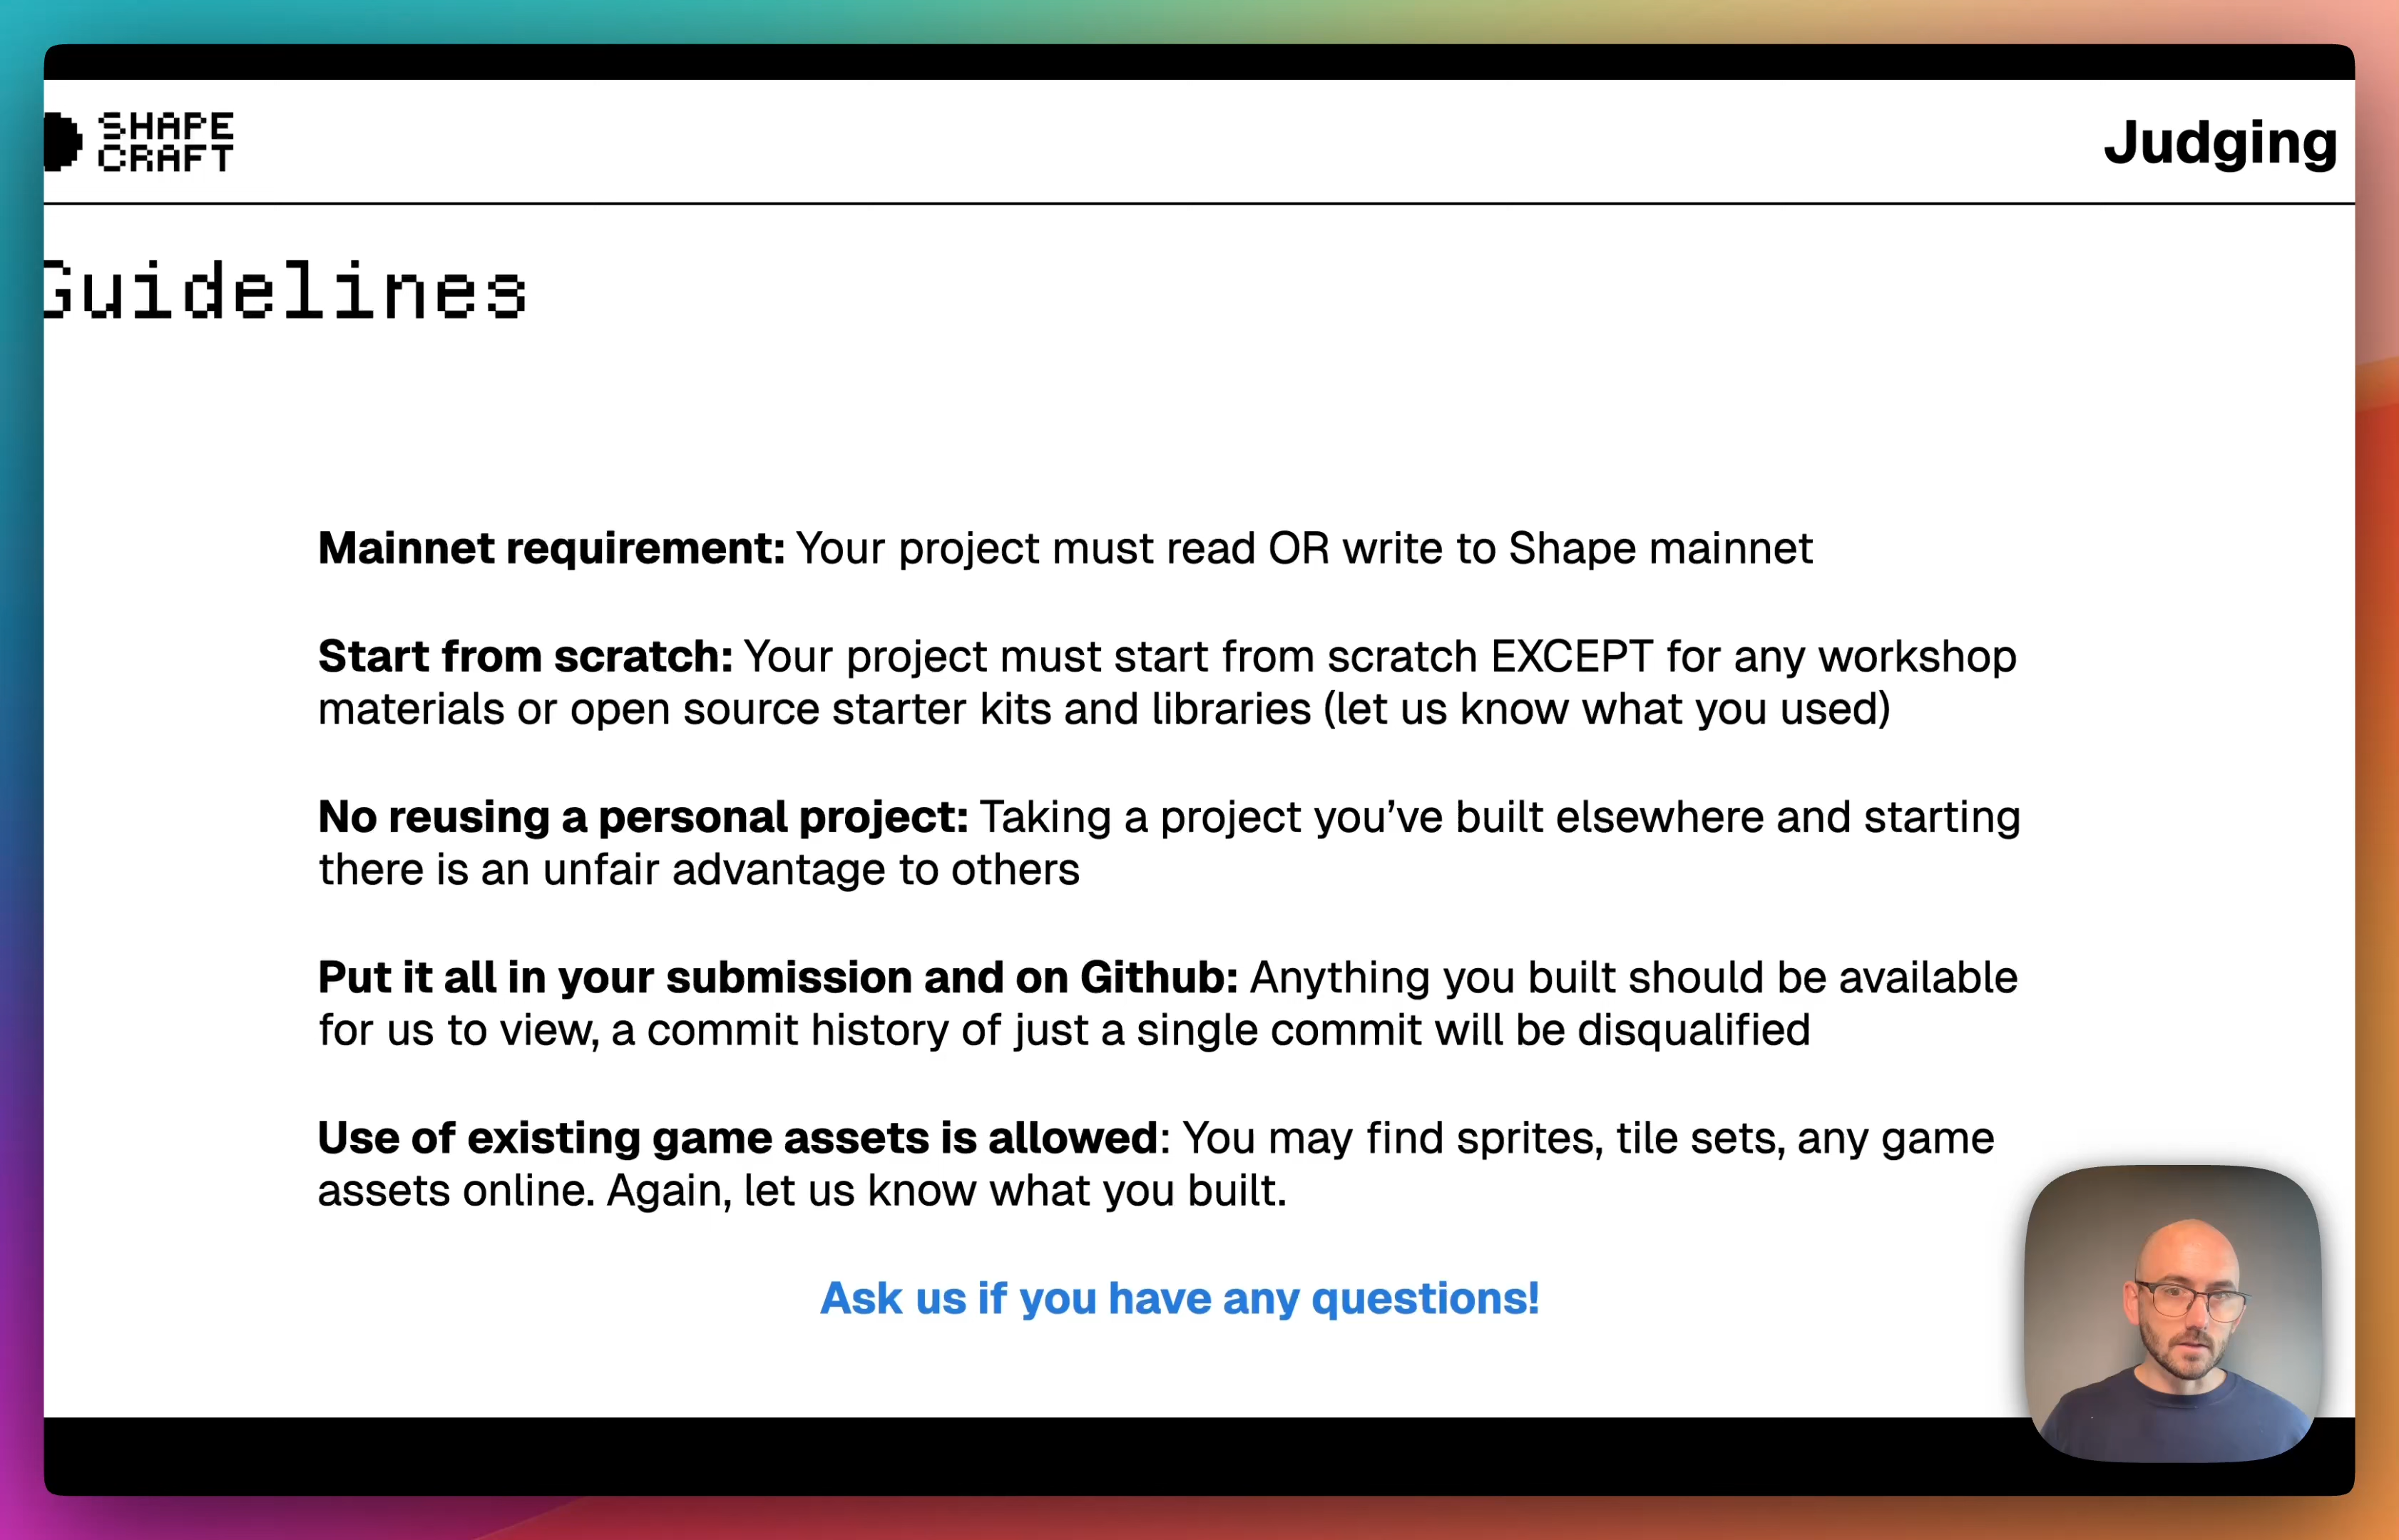 SHAPE
CRAFT
Judging
Guidelines
Mainnet requirement: Your project must read OR write to Shape mainnet
Start from scratch: Your project must start from scratch EXCEPT for any workshop
materials or open source starter kits and libraries (let us know what you used)
No reusing a personal project: Taking a project you’ve built elsewhere and starting
there is an unfair advantage to others
Put it all in your submission and on Github: Anything you built should be available
for us to view, a commit history of just a single commit will be disqualified
Use of existing game assets is allowed: You may find sprites, tile sets, any game
assets online. Again, let us know what you built.
Ask us if you have any questions!